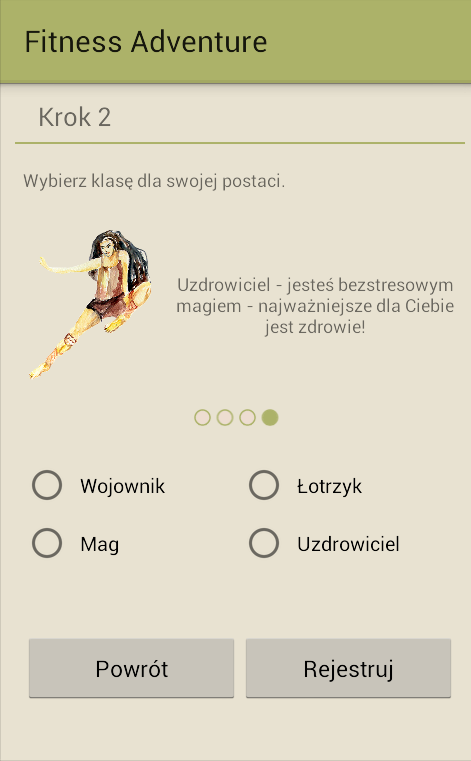 Fitness Adventure
Krok 2
Wybierz klasę dla swojej postaci.
Uzdrowiciel - jesteś bezstresowym
magiem - najważniejsze dla Ciebie
jest zdrowie!
Wojownik
Łotrzyk
Mag
Uzdrowiciel
Powrót
Rejestruj